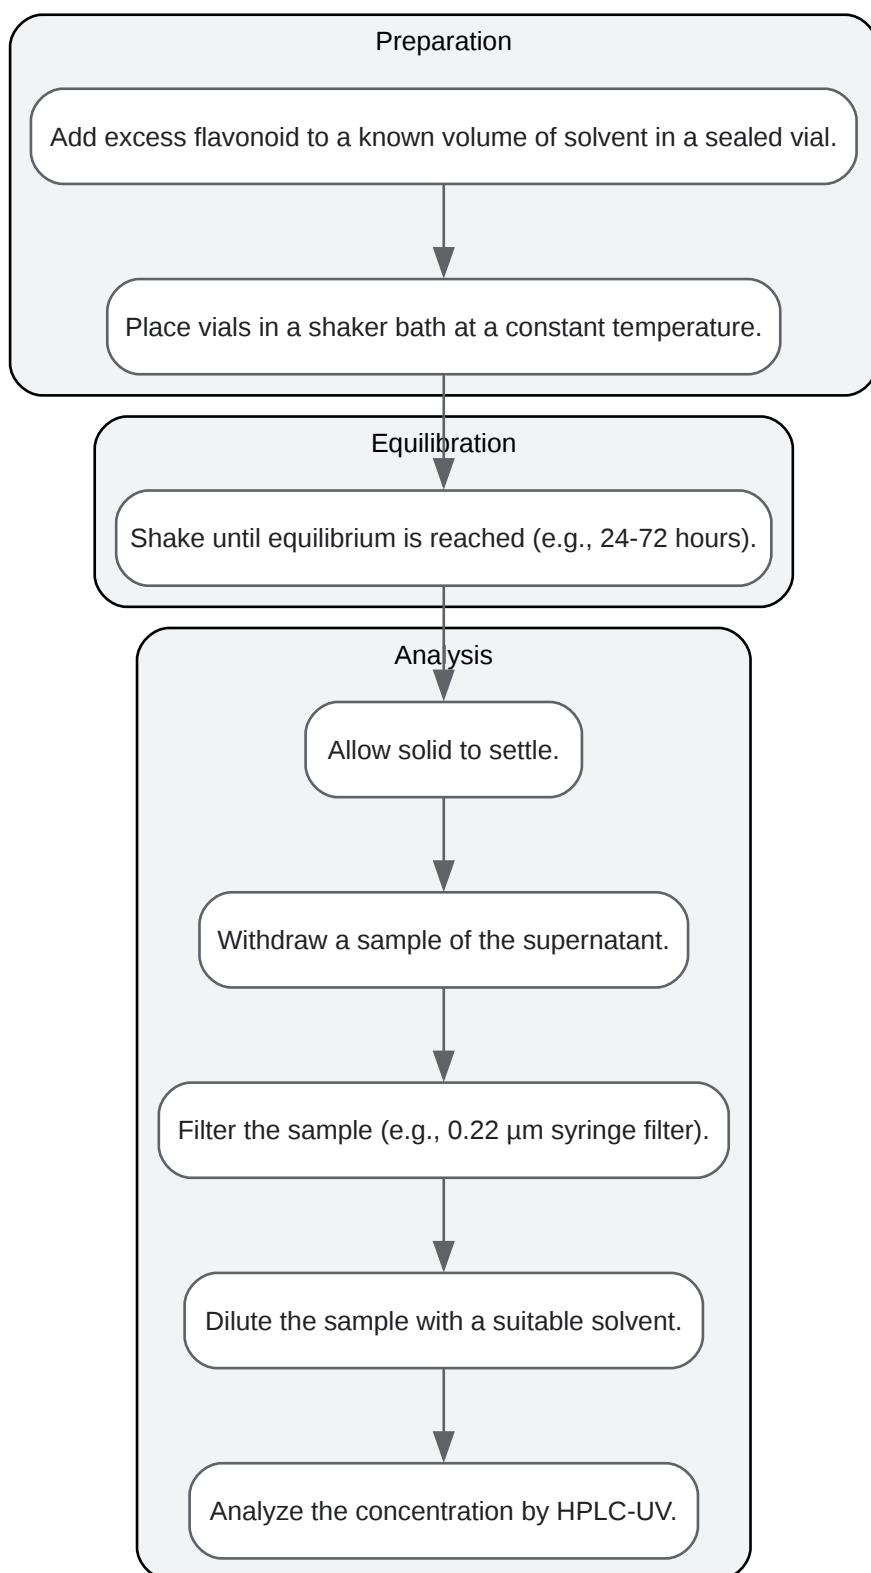 Preparation
Add excess flavonoid to a known volume of solvent in a sealed vial.
Place vials in a shaker bath at a constant temperature.
Equilibration
Shake until equilibrium is reached (e.g., 24-72 hours).
Analysis
Allow solid to settle.
Withdraw a sample of the supernatant.
Filter the sample (e.g., 0.22 µm syringe filter).
Dilute the sample with a suitable solvent.
Analyze the concentration by HPLC-UV.